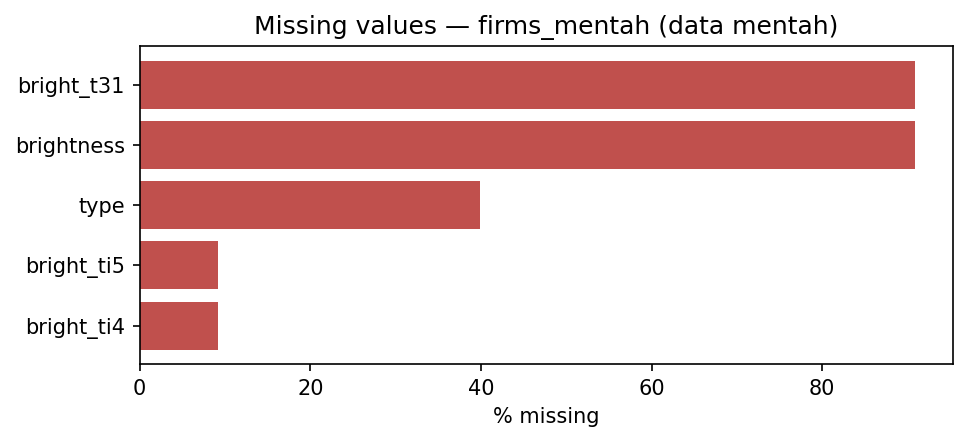 Missing values — firms_mentah (data mentah)
bright_t31
brightness
type
bright_ti5
bright_ti4
0 20 40 60 80
% missing